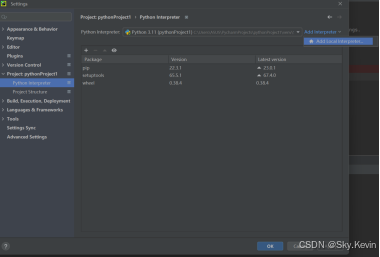 Settings
Appearance & Behavior
Keymap
Editor
Plugins
Version Control
Project: pythonProject1
Python Interpreter
Project Structure
Build, Execution, Deployment
Languages & Frameworks
Tools
Settings Sync
Advanced Settings
Project: pythonProject1 › Python Interpreter
Python Interpreter: Python 3.11 (pythonProject1) Add Interpreter
Add Local Interpreter...
Package Version Latest version
pip 22.3.1 23.0.1
setuptools 65.5.1 67.4.0
wheel 0.38.4 0.38.4
OK
CSDN @Sky.Kevin